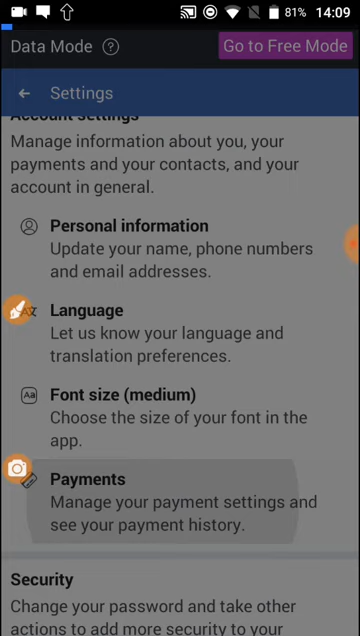 81% 14:09
Data Mode ? Go to Free Mode
Settings
Account settings
Manage information about you, your
payments and your contacts, and your
account in general.
Personal information
Update your name, phone numbers
and email addresses.
Language
Let us know your language and
translation preferences.
Aa Font size (medium)
Choose the size of your font in the
app.
Payments
Manage your payment settings and
see your payment history.
Security
Change your password and take other
actions to add more security to your